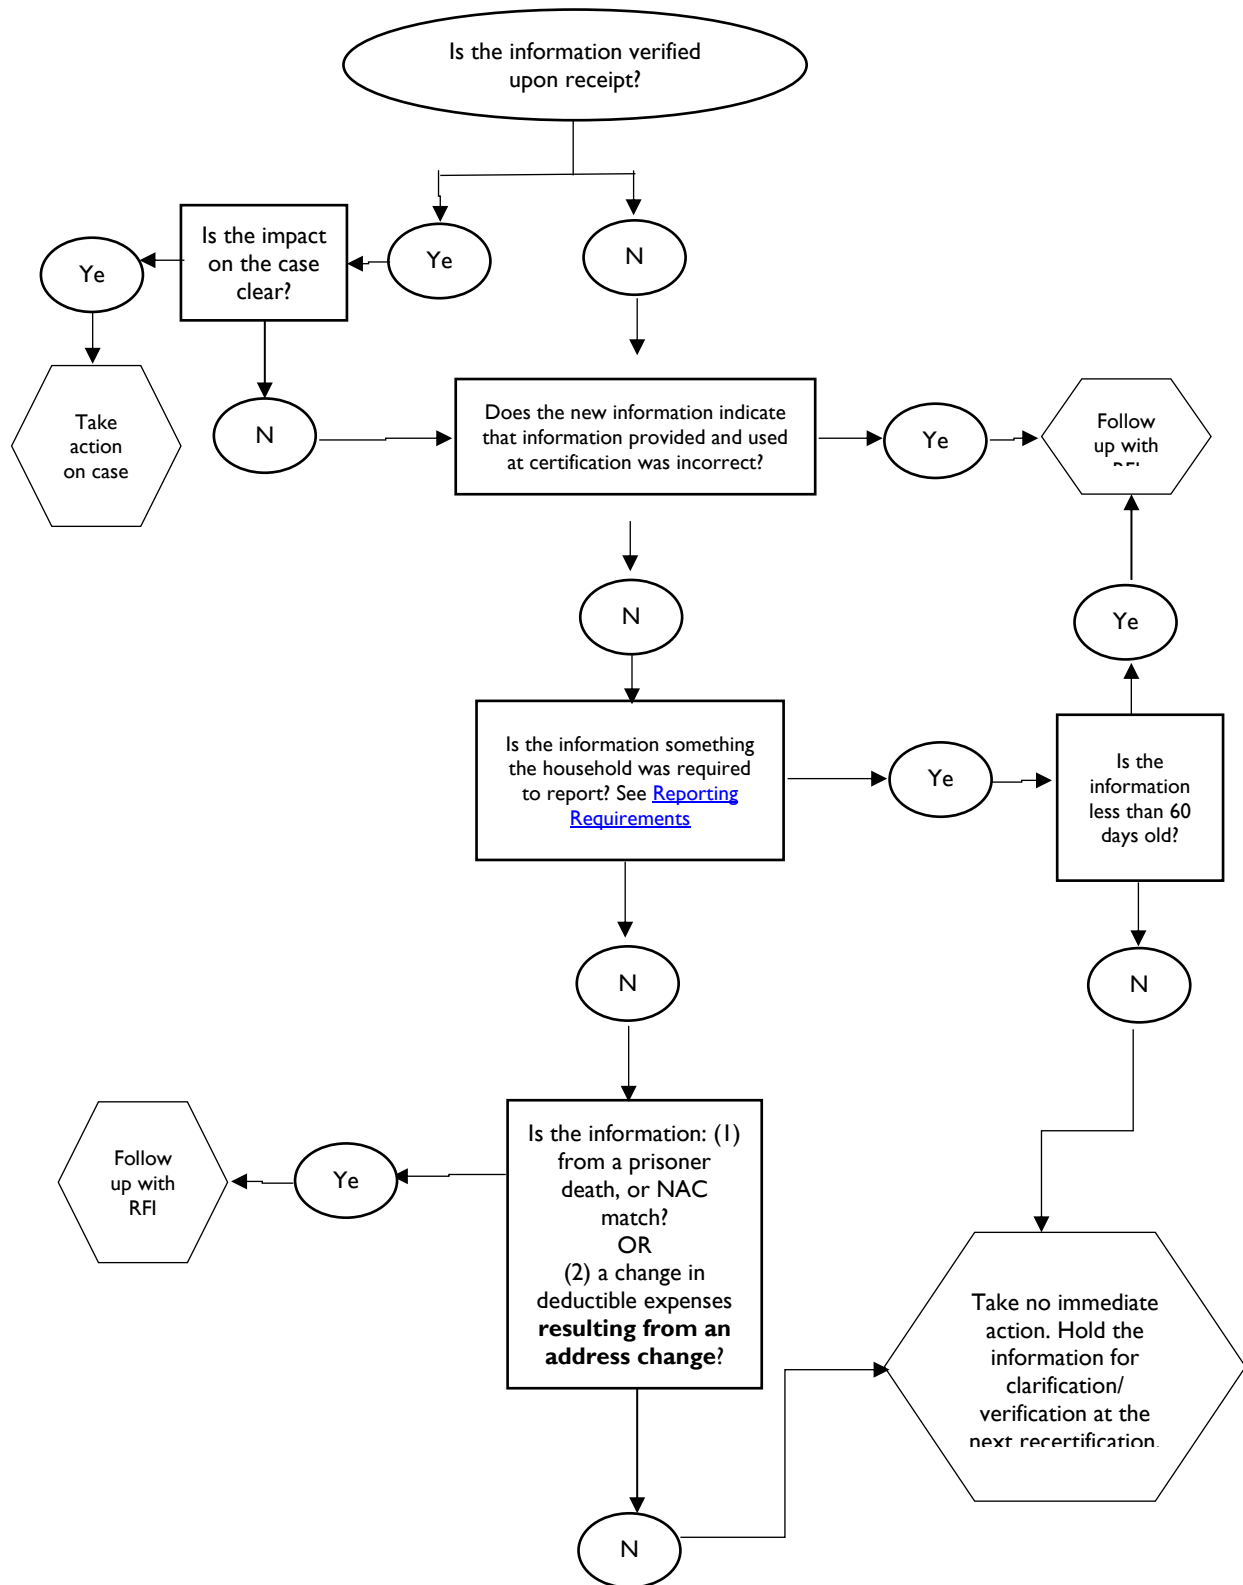 Is the information verified
upon receipt?
Is the impact
on the case
clear?
Ye
Ye
N
Take
action
on case
N
Does the new information indicate
that information provided and used
at certification was incorrect?
Ye
Follow
up with
RFI
N
Ye
Is the information something
the household was required
to report? See Reporting
Requirements
Ye
Is the
information
less than 60
days old?
N
N
Is the information: (1)
from a prisoner
death, or NAC
match?
OR
(2) a change in
deductible expenses
resulting from an
address change?
Ye
Follow
up with
RFI
Take no immediate
action. Hold the
information for
clarification/
verification at the
next recertification.
N